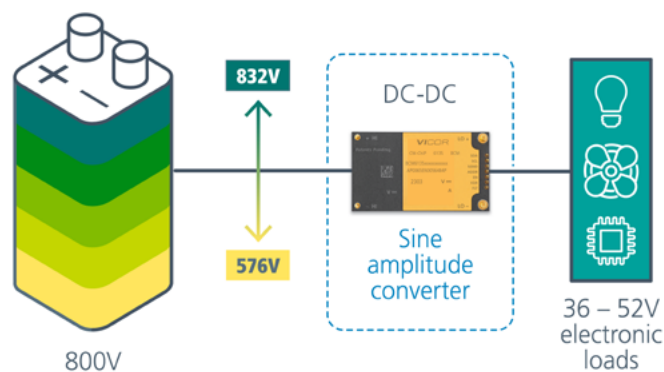 832V
576V
800V
DC-DC
VICOR
Sine
amplitude
converter
36 – 52V
electronic
loads